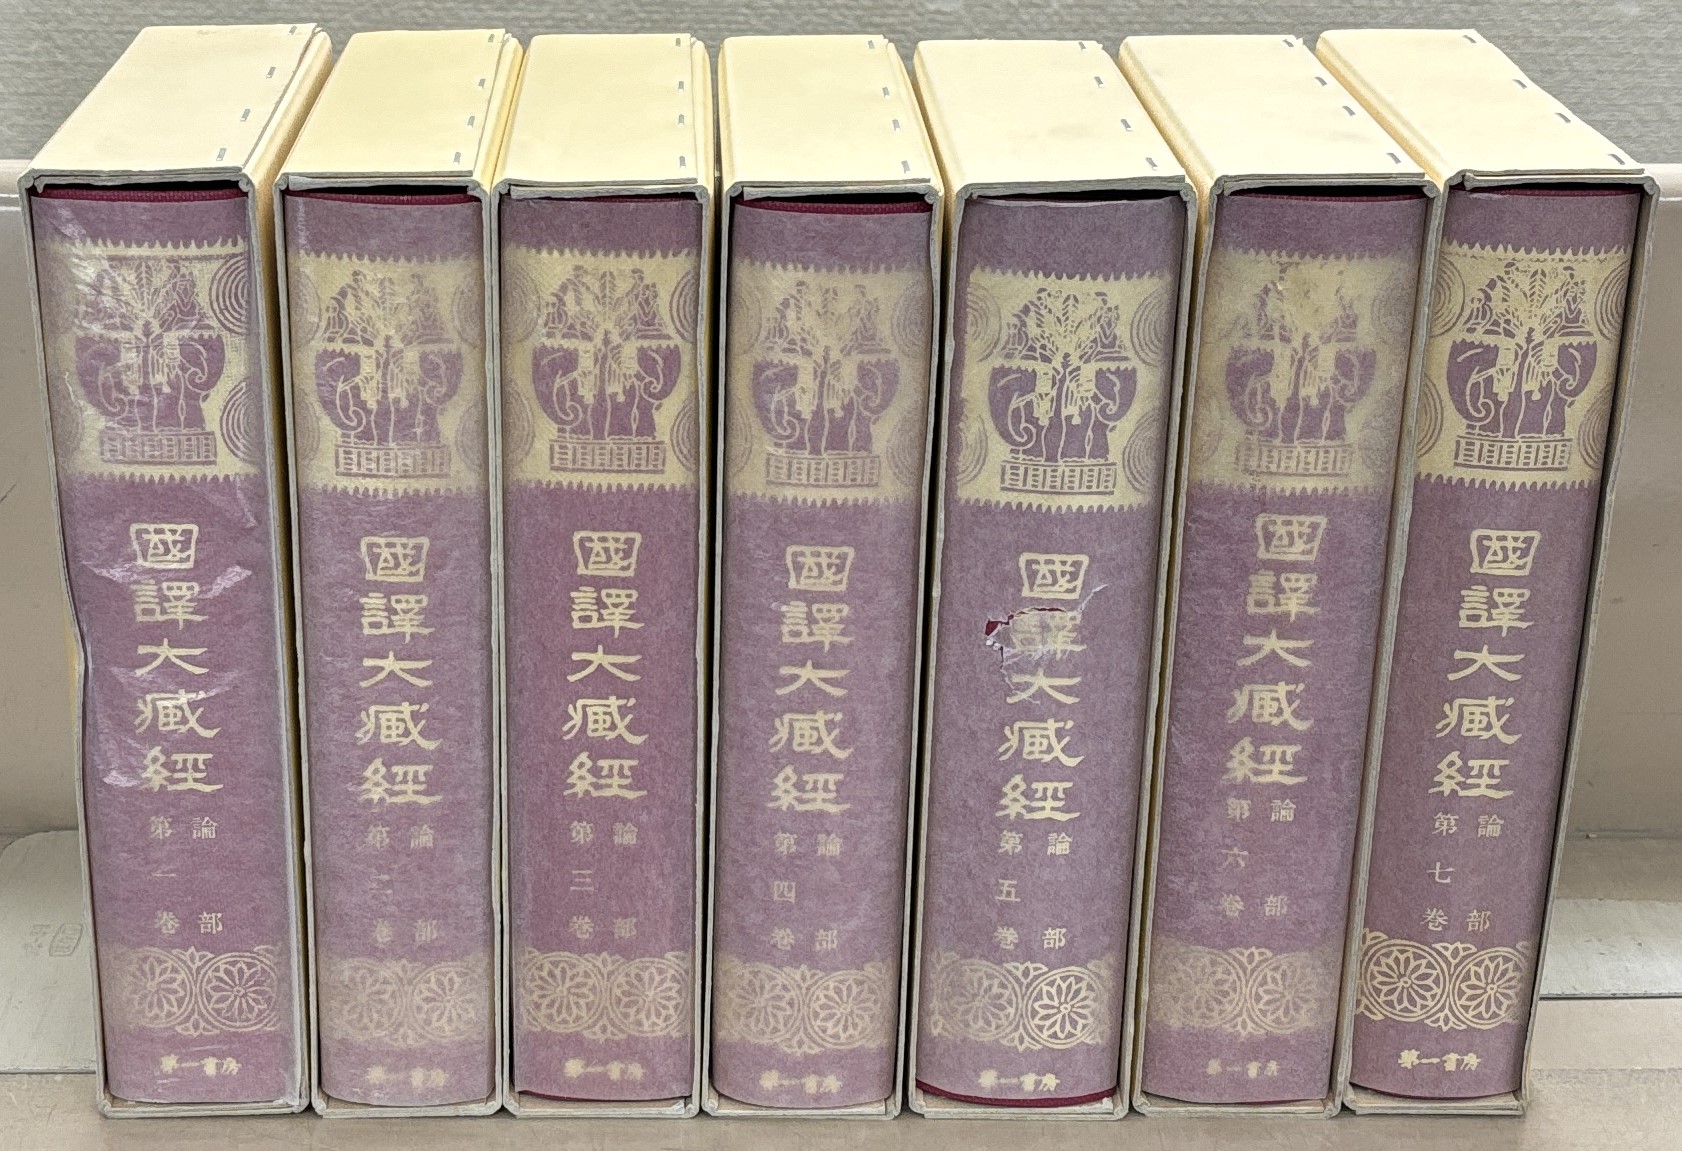 國譯大藏經
論部
第一卷
第一書房
國譯大藏經
論部
第二卷
第一書房
國譯大藏經
論部
第三卷
第一書房
國譯大藏經
論部
第四卷
第一書房
國譯大藏經
論部
第五卷
第一書房
國譯大藏經
論部
第六卷
第一書房
國譯大藏經
論部
第七卷
第一書房